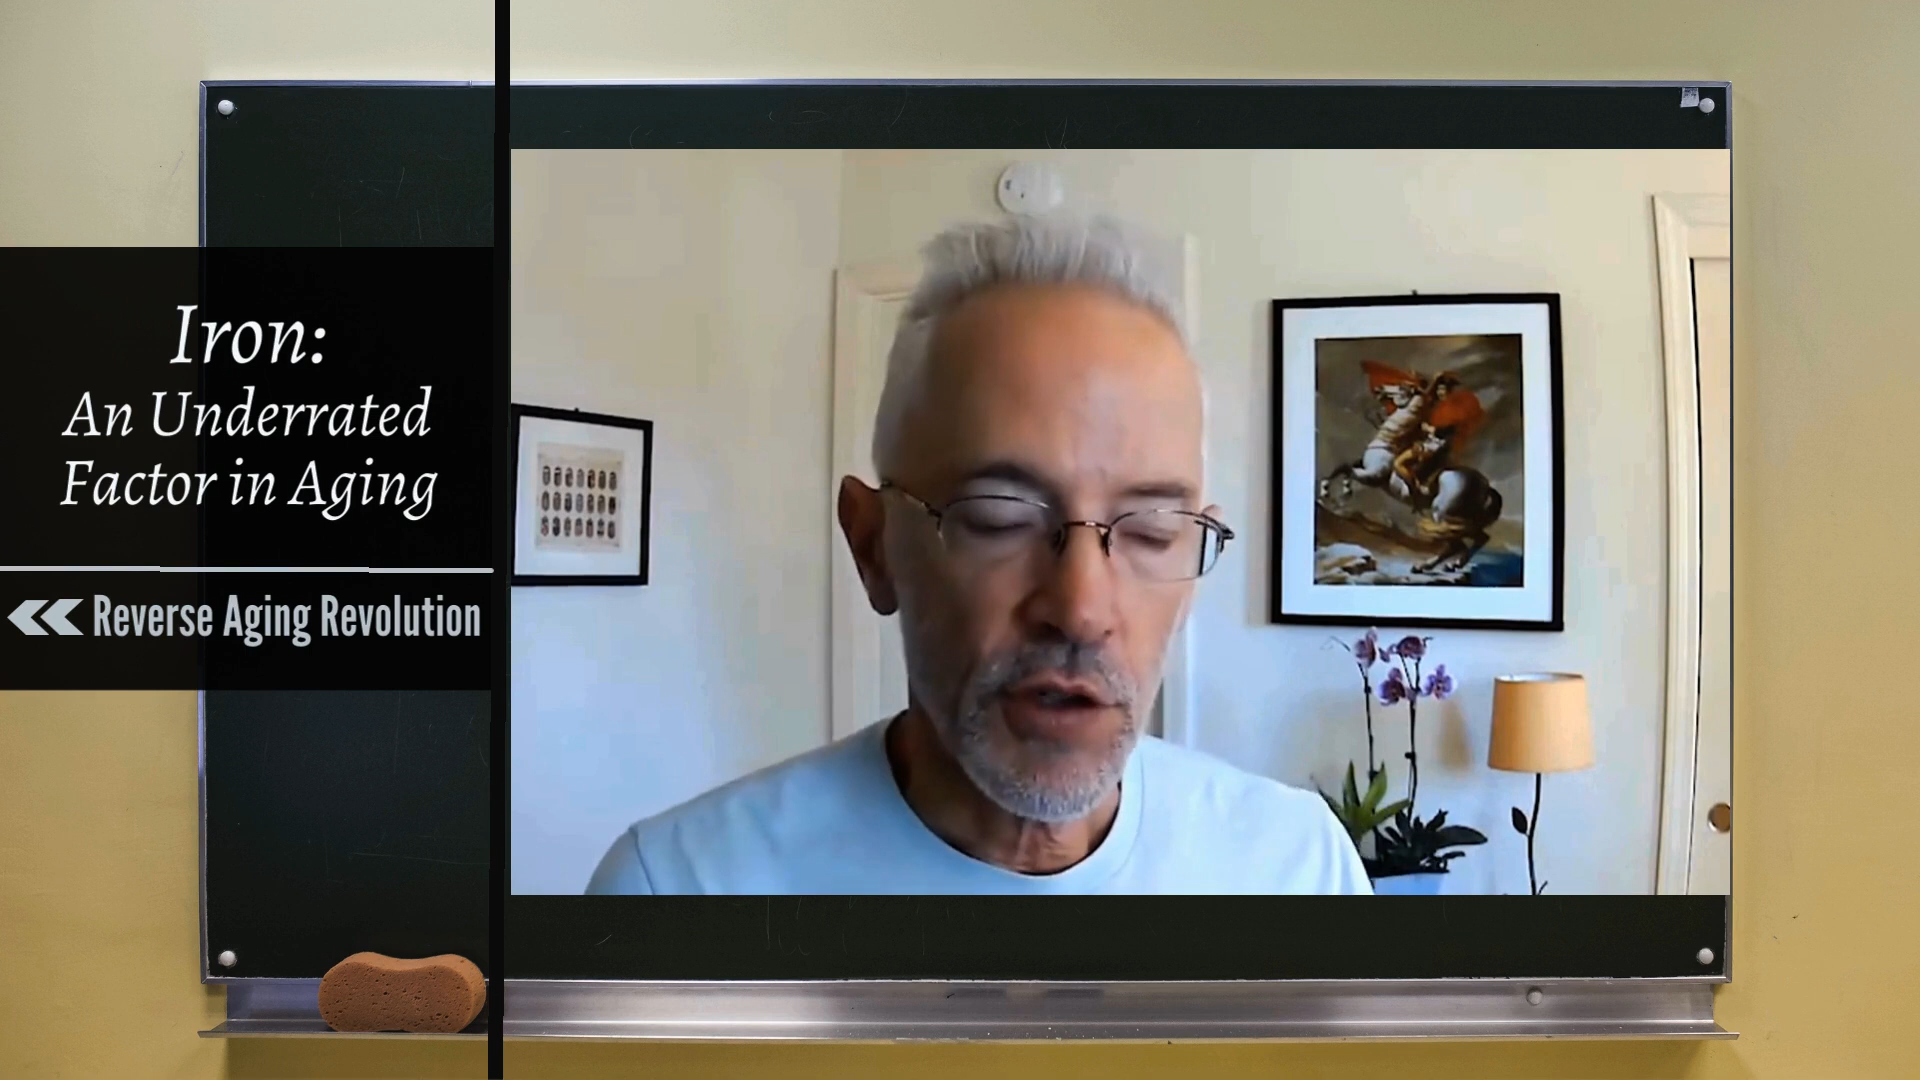 Iron:
An Underrated
Factor in Aging
Reverse Aging Revolution